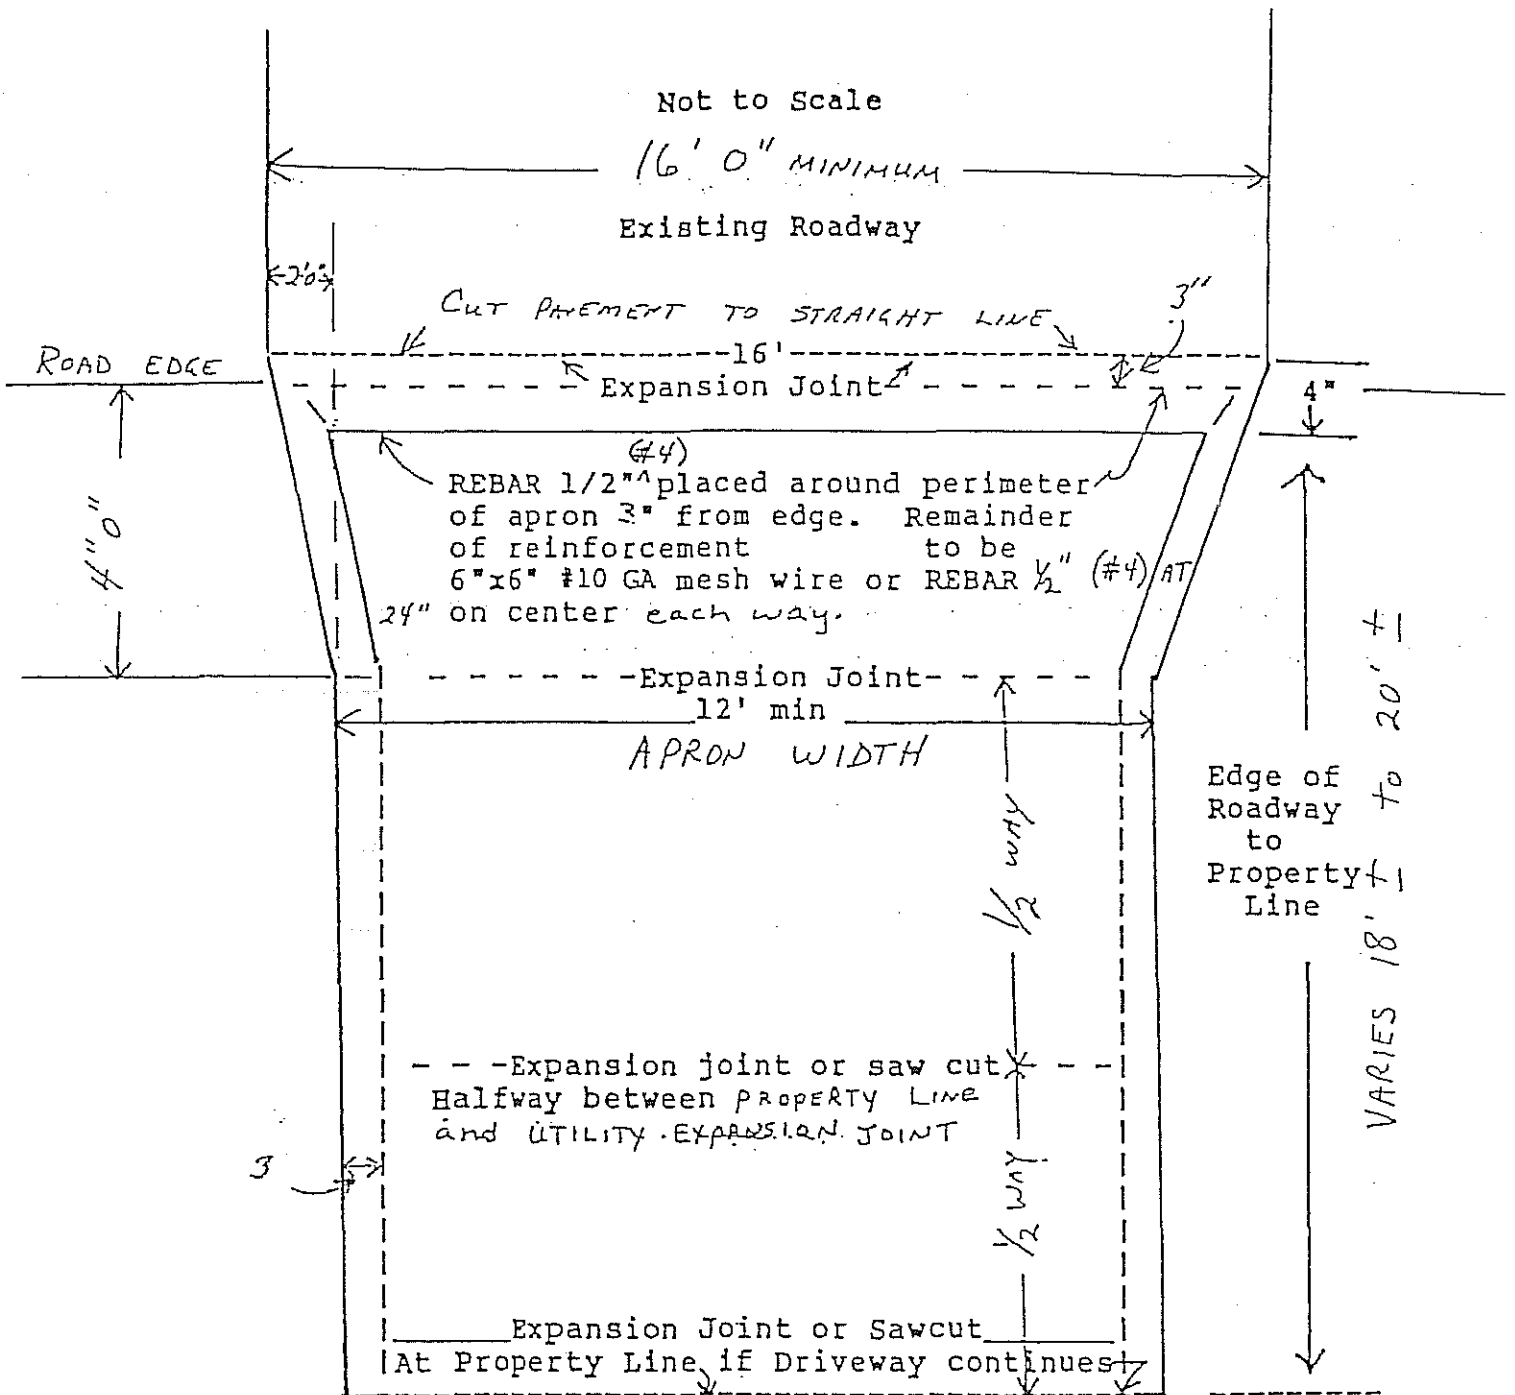 Not to Scale
16' 0" MINIMUM
Existing Roadway
2'0"
CUT PAVEMENT TO STRAIGHT LINE
3"
ROAD EDGE
16'
Expansion Joint
4"
(#4)
REBAR 1/2"^placed around perimeter
of apron 3" from edge. Remainder
of reinforcement to be
6"x6" #10 GA mesh wire or REBAR 1/2" (#4) AT
24" on center each way.
4"0"
Expansion Joint
12' min
APRON WIDTH
1/2 WAY
Edge of
Roadway
to
Property
Line
VARIES 18' ± to 20' ±
Expansion joint or saw cut
Halfway between PROPERTY LINE
and UTILITY EXPANSION JOINT
3
1/2 WAY
Expansion Joint or Sawcut
At Property Line if Driveway continues